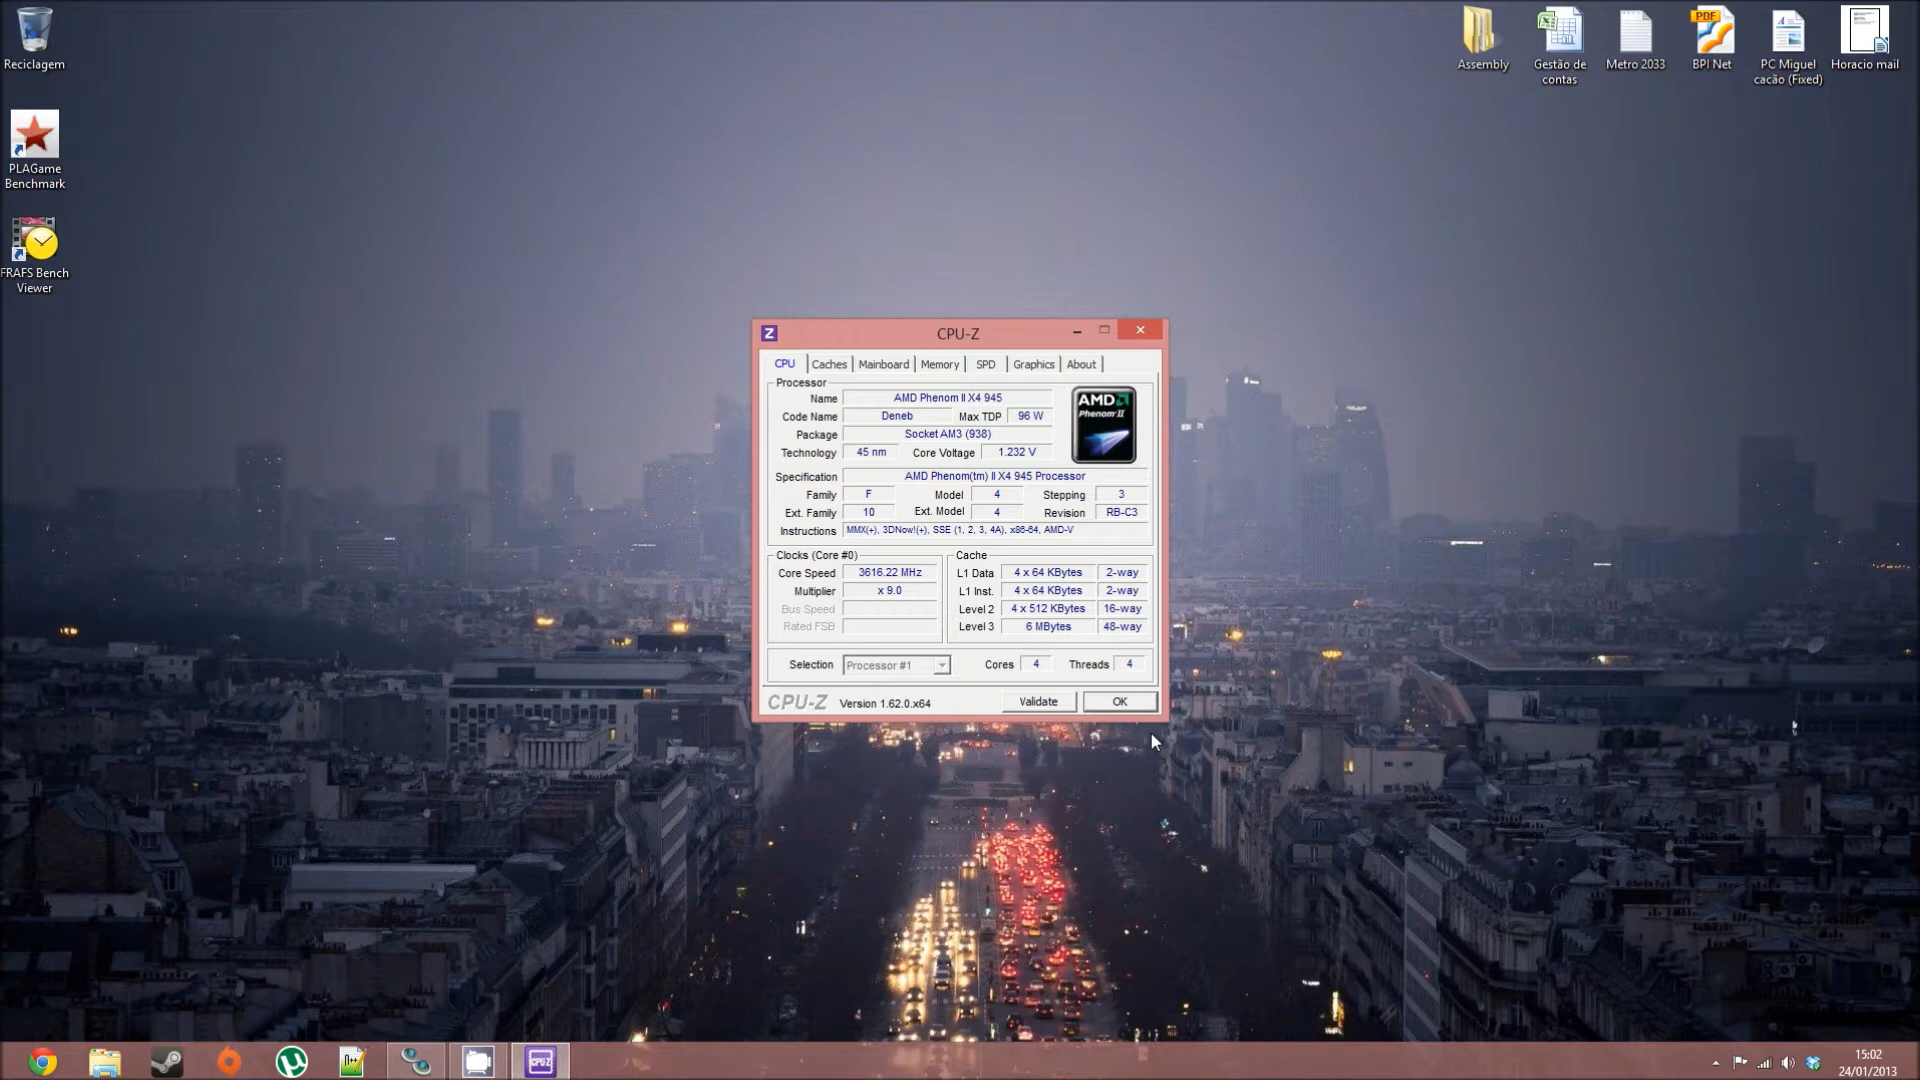 Reciclagem
PLAGame
Benchmark
FRAFS Bench
Viewer
Assembly
Gestão de
contas
Metro 2033
PDF
BPI Net
PC Miguel
cacão (Fixed)
Horacio mail
Z
CPU-Z
CPU
Caches
Mainboard
Memory
SPD
Graphics
About
Processor
Name AMD Phenom II X4 945
Code Name Deneb Max TDP 96 W
Package Socket AM3 (938)
Technology 45 nm Core Voltage 1.232 V
AMD
Phenom II
Specification AMD Phenom(tm) II X4 945 Processor
Family F Model 4 Stepping 3
Ext. Family 10 Ext. Model 4 Revision RB-C3
Instructions MMX(+), 3DNow!(+), SSE (1, 2, 3, 4A), x86-64, AMD-V
Clocks (Core #0)
Core Speed 3616.22 MHz
Multiplier x 9.0
Bus Speed
Rated FSB
Cache
L1 Data 4 x 64 KBytes 2-way
L1 Inst. 4 x 64 KBytes 2-way
Level 2 4 x 512 KBytes 16-way
Level 3 6 MBytes 48-way
Selection Processor #1 Cores 4 Threads 4
CPU-Z Version 1.62.0.x64 Validate OK
CPU-Z
15:02
24/01/2013